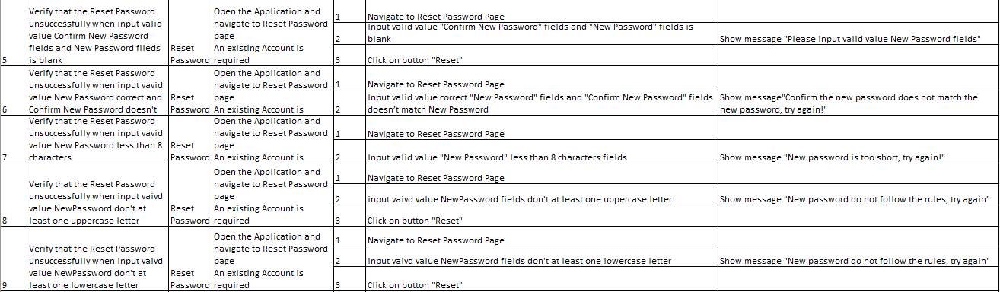 5
Verify that the Reset Password
unsuccessfully when input valid
value Confirm New Password
fields and New Password fileds
is blank
Reset
Password
Open the Application and
navigate to Reset Password
page
An existing Account is
required
1
Navigate to Reset Password Page
2
Input valid value "Confirm New Password" fields and "New Password" fields is
blank
Show message "Please input valid value New Password fields"
3
Click on button "Reset"
6
Verify that the Reset Password
unsuccessfully when input vavid
value New Password correct and
Confirm New Password doesn't
Reset
Password
Open the Application and
navigate to Reset Password
page
An existing Account is
1
Navigate to Reset Password Page
2
Input valid value correct "New Password" fields and "Confirm New Password" fields
doesn’t match New Password
Show message"Confirm the new password does not match the
new password, try again!"
7
Verify that the Reset Password
unsuccessfully when input vavid
value New Password less than 8
characters
Reset
Password
Open the Application and
navigate to Reset Password
page
An existing Account is
1
Navigate to Reset Password Page
2
Input valid value "New Password" less than 8 characters fields
Show message "New password is too short, try again!"
8
Verify that the Reset Password
unsuccessfully when input vaivd
value NewPassword don't at
least one uppercase letter
Reset
Password
Open the Application and
navigate to Reset Password
page
An existing Account is
required
1
Navigate to Reset Password Page
2
input vaivd value NewPassword fields don't at least one uppercase letter
Show message "New password do not follow the rules, try again"
3
Click on button "Reset"
9
Verify that the Reset Password
unsuccessfully when input vaivd
value NewPassword don't at
least one lowercase letter
Reset
Password
Open the Application and
navigate to Reset Password
page
An existing Account is
required
1
Navigate to Reset Password Page
2
input vaivd value NewPassword fields don't at least one lowercase letter
Show message "New password do not follow the rules, try again"
3
Click on button "Reset"